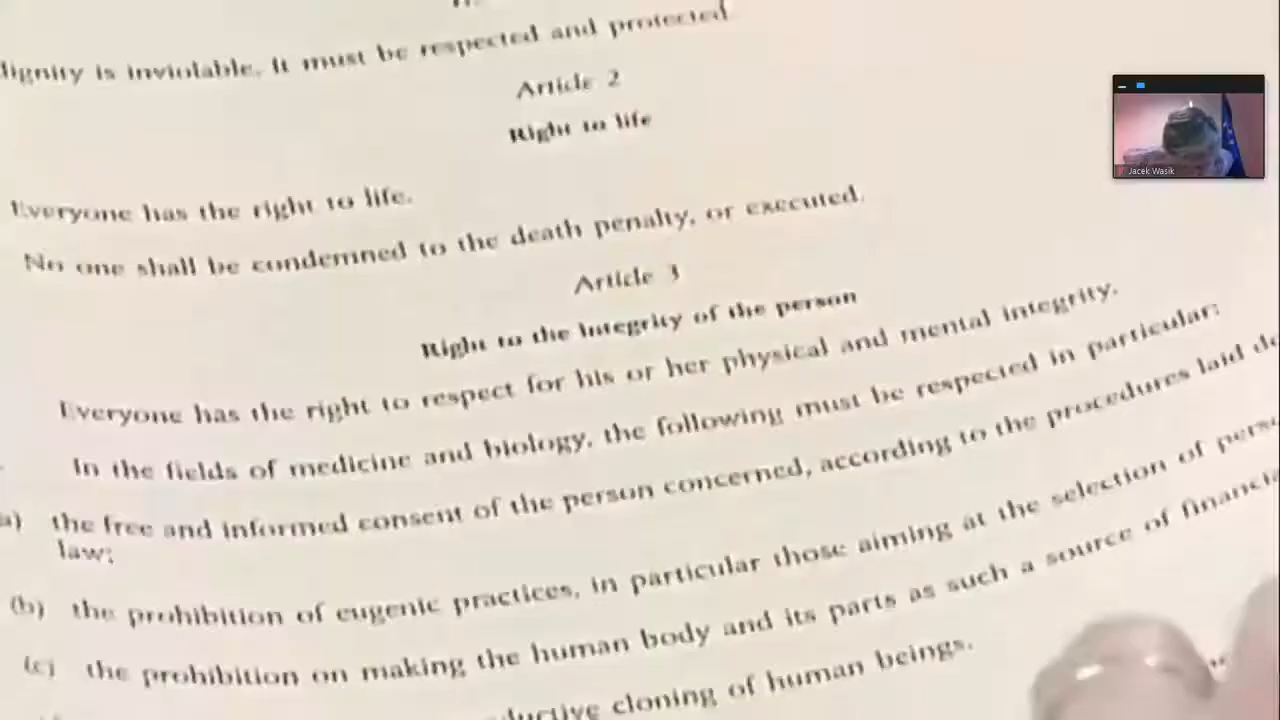 dignity is inviolable. It must be respected and protected.
Article 2
Right to life
Everyone has the right to life.
No one shall be condemned to the death penalty, or executed.
Article 3
Right to the integrity of the person
Everyone has the right to respect for his or her physical and mental integrity.
In the fields of medicine and biology, the following must be respected in particular:
(a) the free and informed consent of the person concerned, according to the procedures laid
law;
(b) the prohibition of eugenic practices, in particular those aiming at the selection of
(c) the prohibition on making the human body and its parts as such a source of
cloning of human beings.
Jacek Wasik